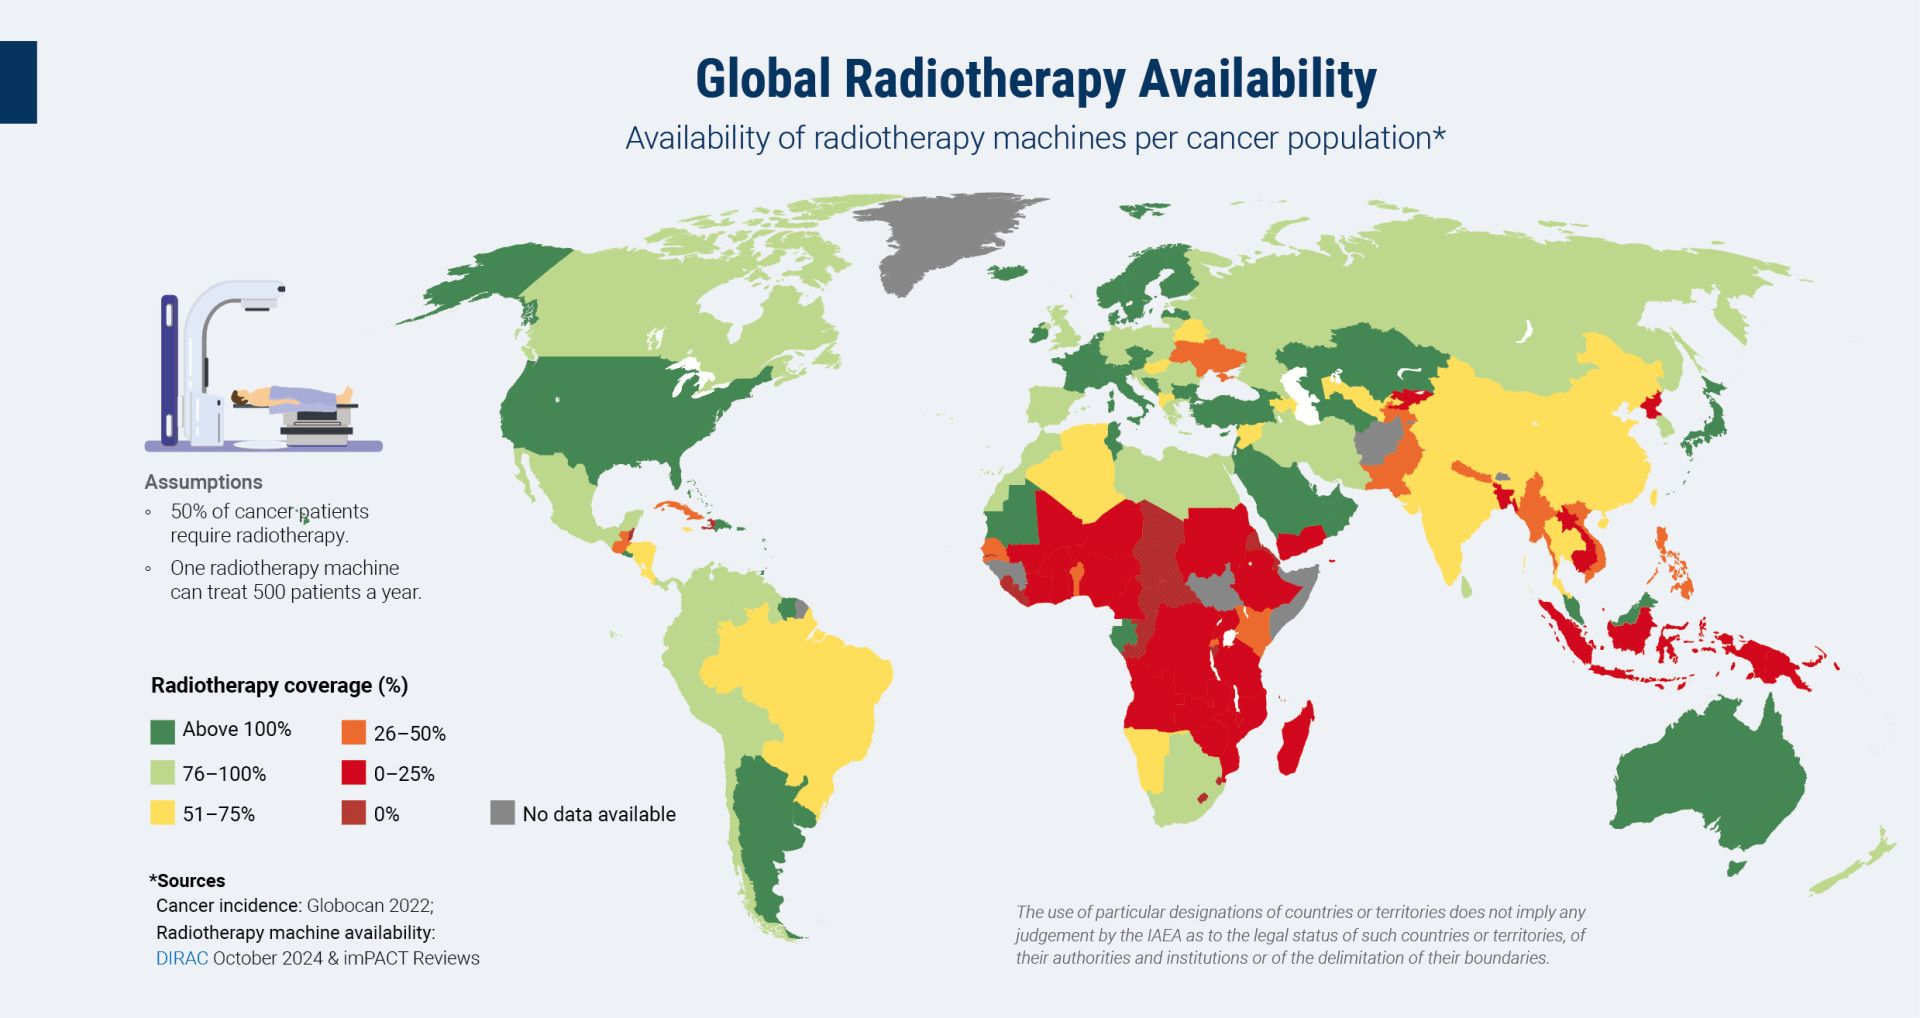 Global Radiotherapy Availability
Availability of radiotherapy machines per cancer population*
Assumptions
◦ 50% of cancer patients
require radiotherapy.
◦ One radiotherapy machine
can treat 500 patients a year.
Radiotherapy coverage (%)
Above 100%
76–100%
51–75%
26–50%
0–25%
0%
No data available
*Sources
Cancer incidence: Globocan 2022;
Radiotherapy machine availability:
DIRAC October 2024 & imPACT Reviews
The use of particular designations of countries or territories does not imply any
judgement by the IAEA as to the legal status of such countries or territories, of
their authorities and institutions or of the delimitation of their boundaries.